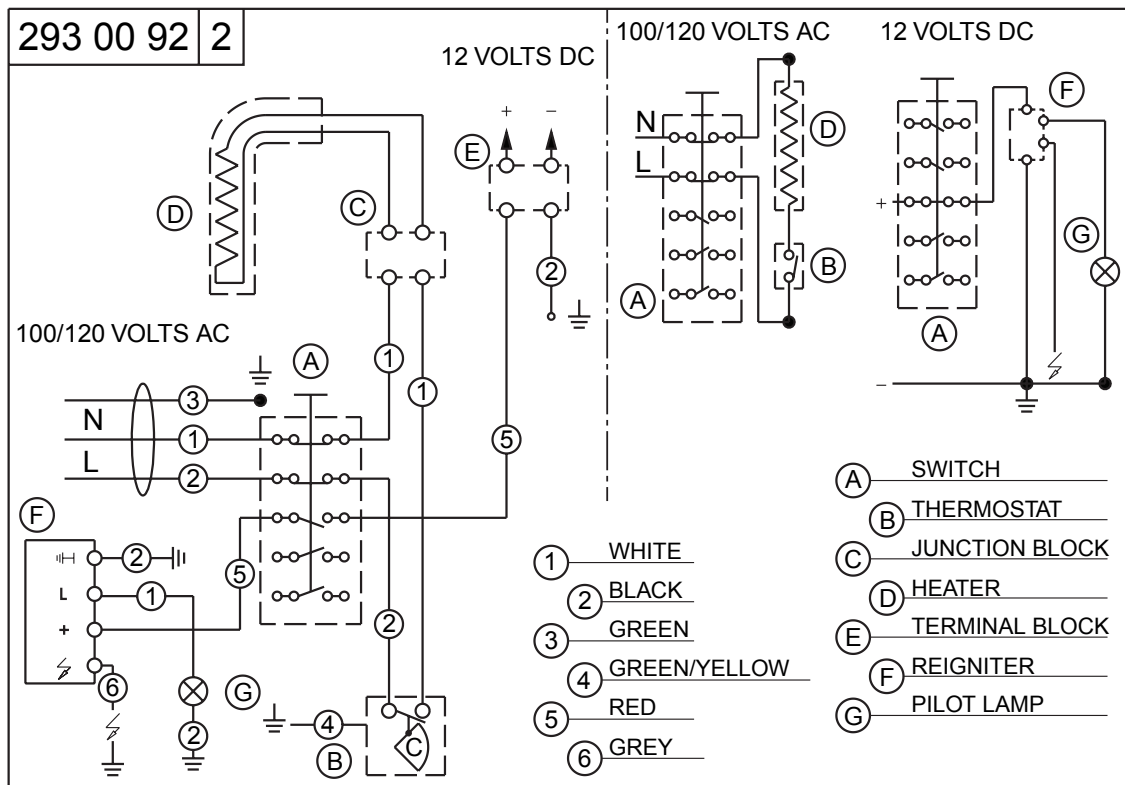 293 00 92 2
12 VOLTS DC
+ −
E
D
C
2
100/120 VOLTS AC
A
1
1
3
N
1
L
2
5
F
2
L
1
+
5
2
6
G
2
4
B
C
100/120 VOLTS AC
N
L
D
B
A
12 VOLTS DC
F
+
G
A
−
1 WHITE
2 BLACK
3 GREEN
4 GREEN/YELLOW
5 RED
6 GREY
A SWITCH
B THERMOSTAT
C JUNCTION BLOCK
D HEATER
E TERMINAL BLOCK
F REIGNITER
G PILOT LAMP